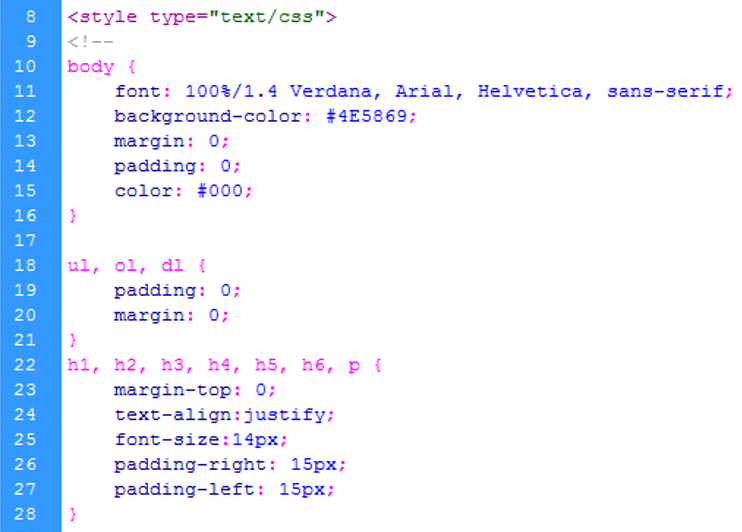 8 <style type="text/css">
9 <!--
10 body {
11     font: 100%/1.4 Verdana, Arial, Helvetica, sans-serif;
12     background-color: #4E5869;
13     margin: 0;
14     padding: 0;
15     color: #000;
16 }
17
18 ul, ol, dl {
19     padding: 0;
20     margin: 0;
21 }
22 h1, h2, h3, h4, h5, h6, p {
23     margin-top: 0;
24     text-align:justify;
25     font-size:14px;
26     padding-right: 15px;
27     padding-left: 15px;
28 }